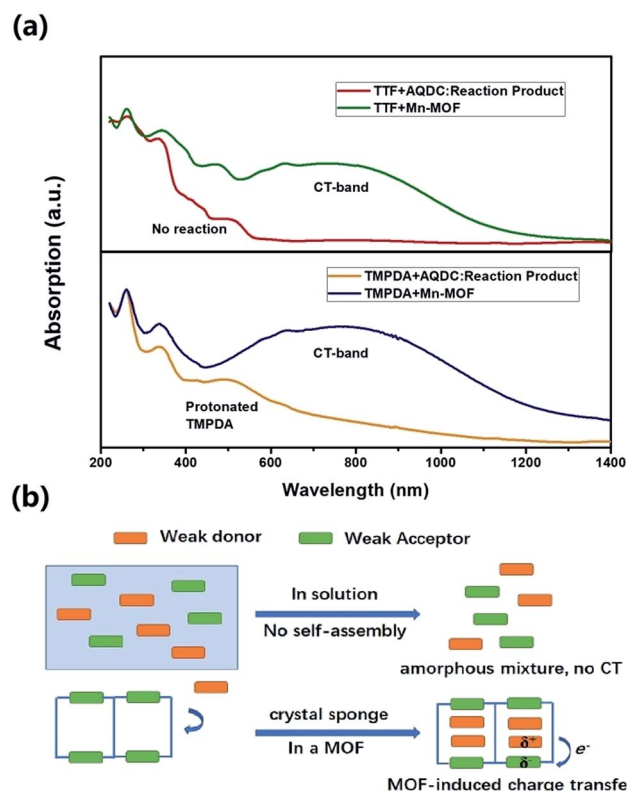 (a)
TTF+AQDC:Reaction Product
TTF+Mn-MOF
CT-band
No reaction
TMPDA+AQDC:Reaction Product
TMPDA+Mn-MOF
CT-band
Protonated
TMPDA
Absorption (a.u.)
200 400 600 800 1000 1200 1400
Wavelength (nm)
(b)
Weak donor Weak Acceptor
In solution
No self-assembly
amorphous mixture, no CT
crystal sponge
In a MOF
δ+
δ-
e-
MOF-induced charge transfe